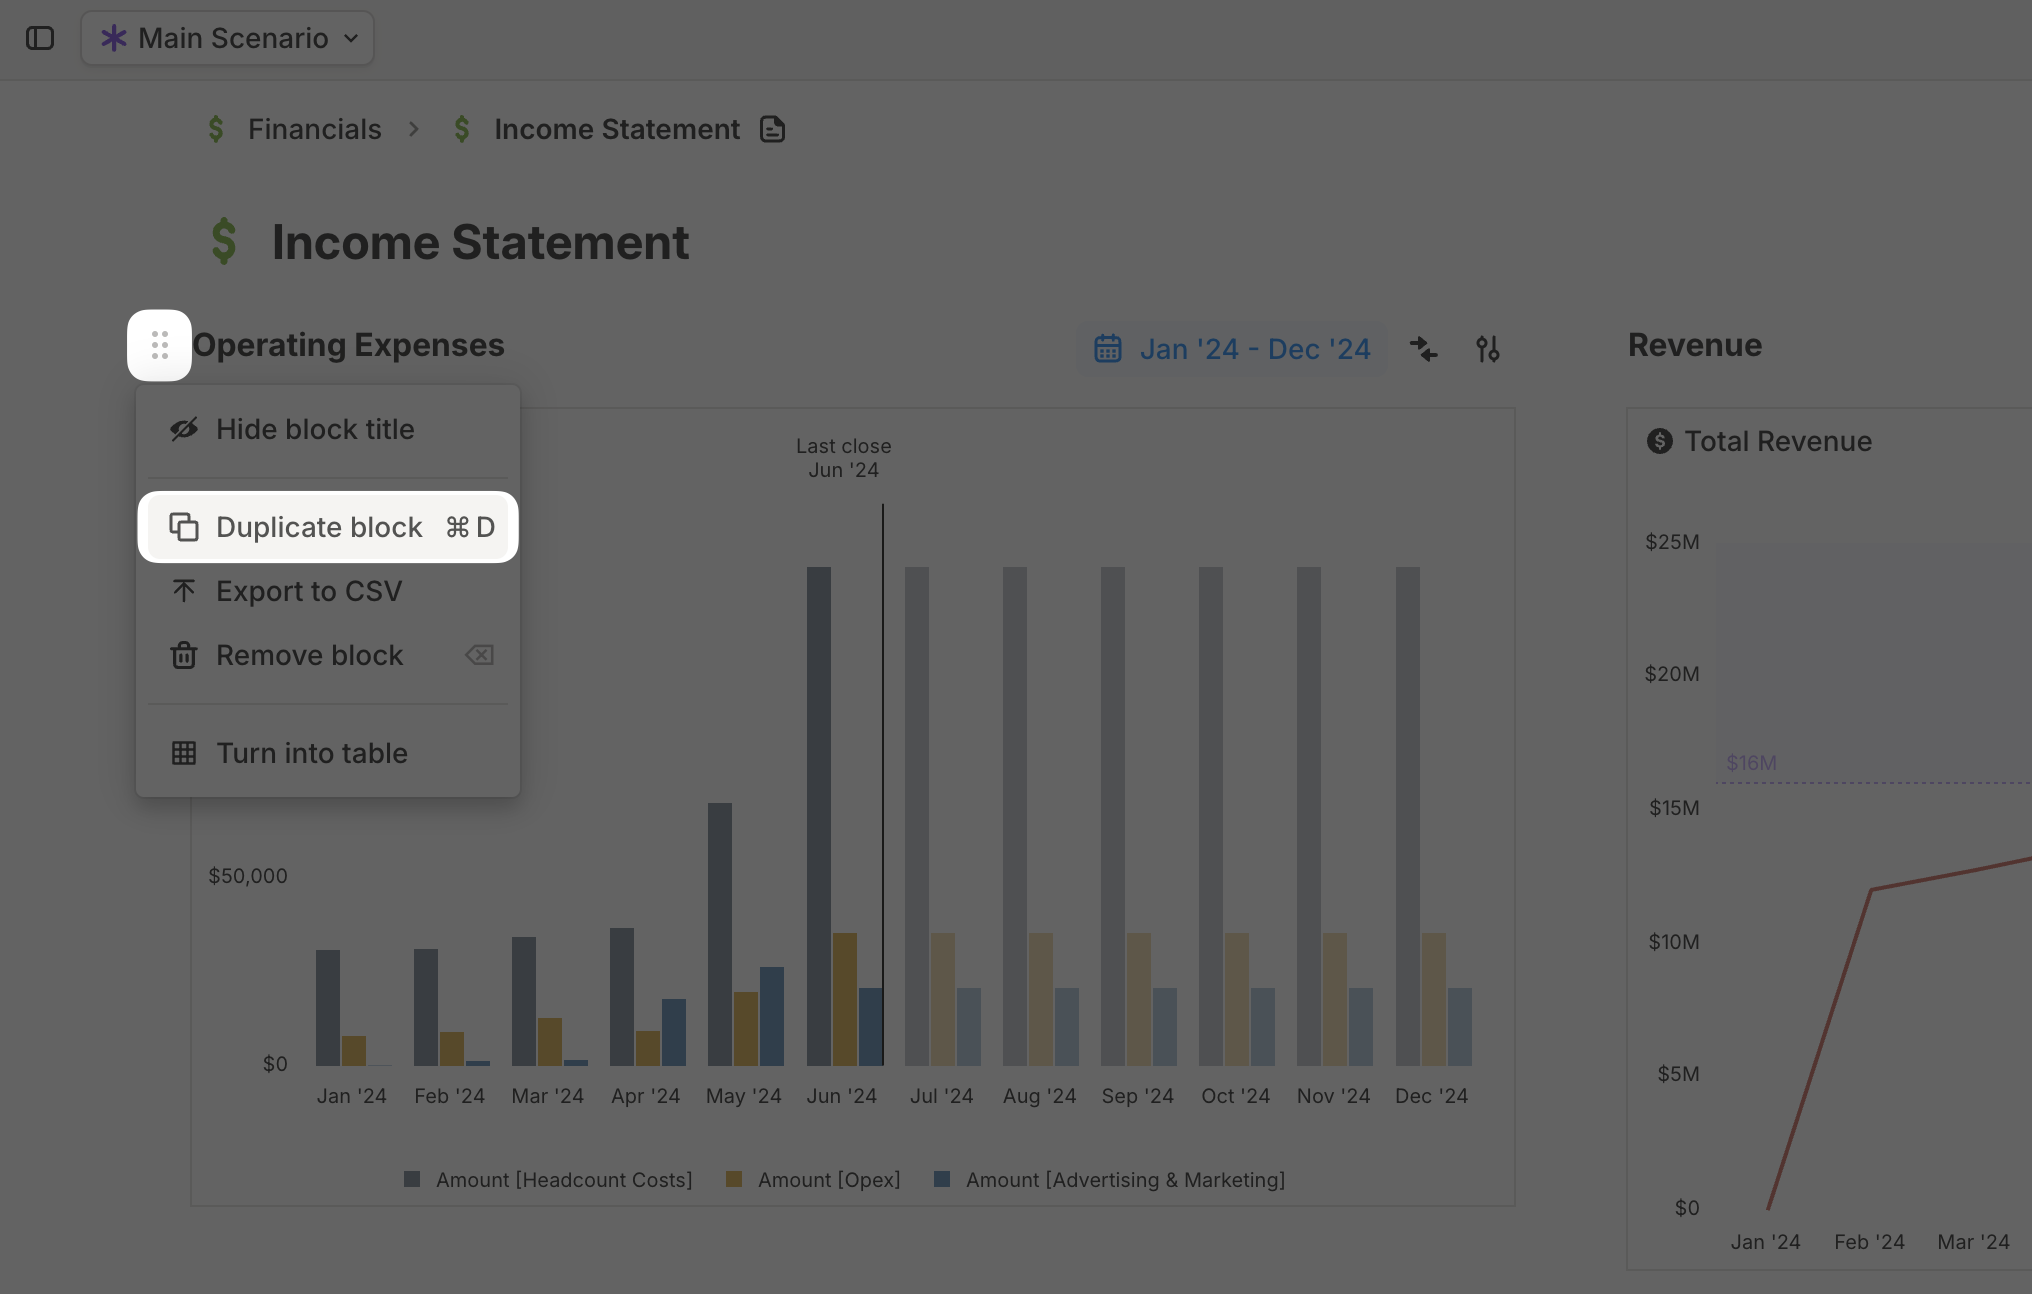 Main Scenario
Financials
Income Statement
Income Statement
Operating Expenses
Jan '24 - Dec '24
Hide block title
Duplicate block ⌘ D
Export to CSV
Remove block
Turn into table
Last close
Jun '24
$50,000
$0
Jan '24 Feb '24 Mar '24 Apr '24 May '24 Jun '24 Jul '24 Aug '24 Sep '24 Oct '24 Nov '24 Dec '24
Amount [Headcount Costs] Amount [Opex] Amount [Advertising & Marketing]
Revenue
Total Revenue
$25M
$20M
$16M
$15M
$10M
$5M
$0
Jan '24 Feb '24 Mar '24